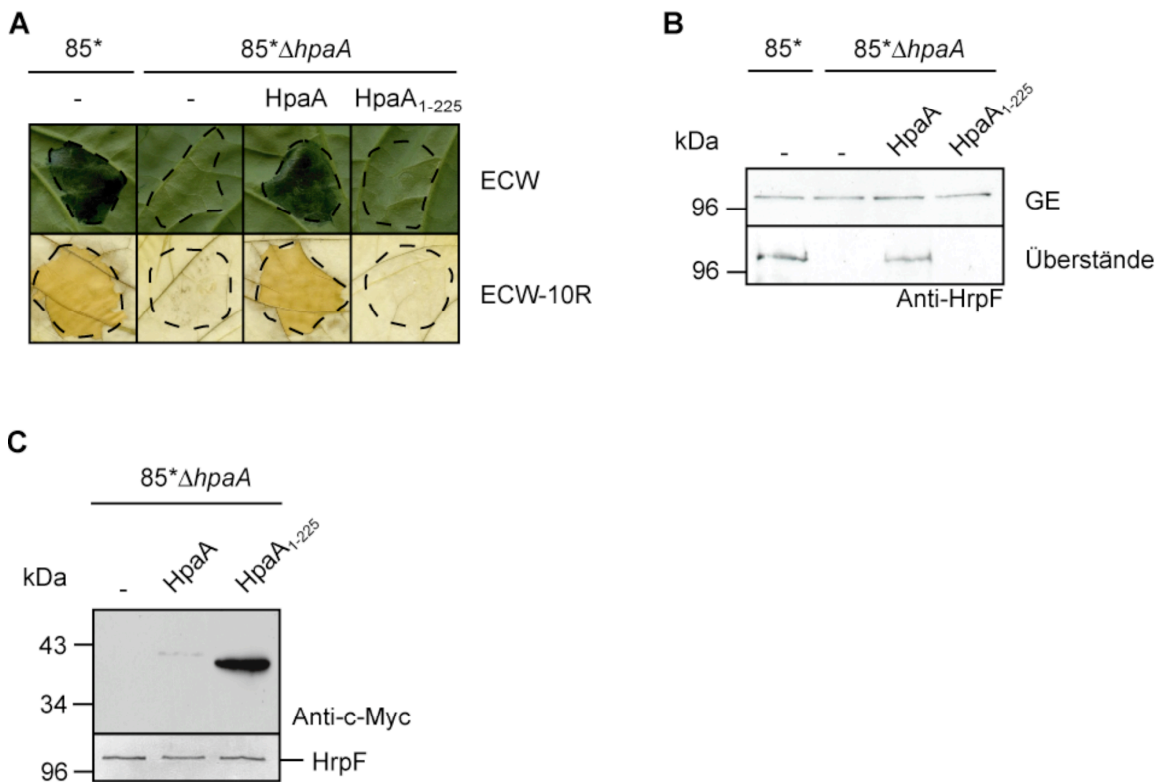 A
85* 85*ΔhpaA
- - HpaA HpaA1-225
ECW
ECW-10R
B
85* 85*ΔhpaA
kDa - - HpaA HpaA1-225
96 GE
96 Überstände
Anti-HrpF
C
85*ΔhpaA
kDa - HpaA HpaA1-225
43
34
Anti-c-Myc
96 HrpF